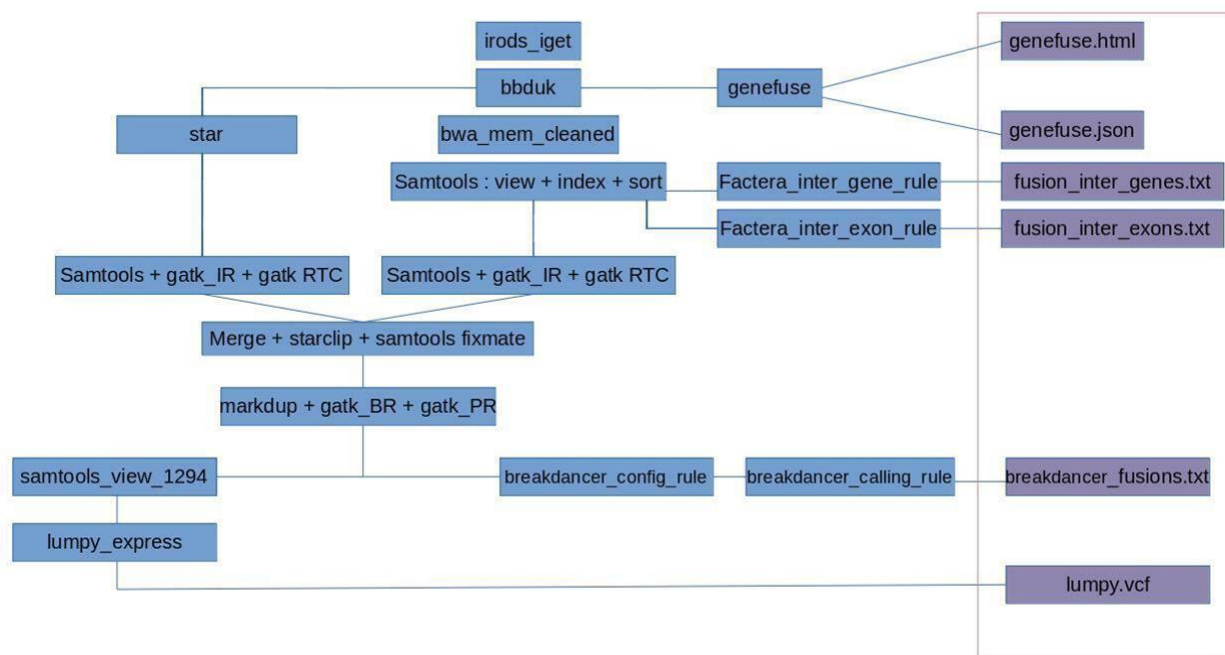 irods_iget
genefuse.html
bbduk
genefuse
star
bwa_mem_cleaned
genefuse.json
Samtools : view + index + sort
Factera_inter_gene_rule
fusion_inter_genes.txt
Factera_inter_exon_rule
fusion_inter_exons.txt
Samtools + gatk_IR + gatk RTC
Samtools + gatk_IR + gatk RTC
Merge + starclip + samtools fixmate
markdup + gatk_BR + gatk_PR
samtools_view_1294
breakdancer_config_rule
breakdancer_calling_rule
breakdancer_fusions.txt
lumpy_express
lumpy.vcf